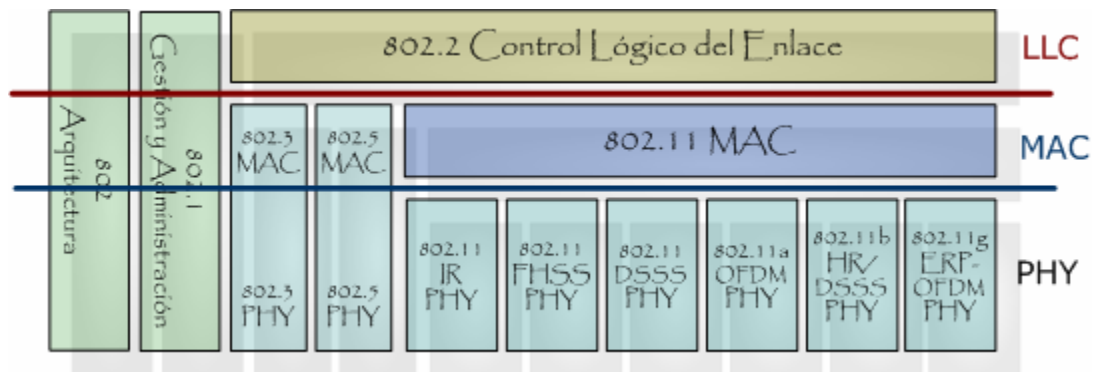 802
Arquitectura
802.1
Gestión y Administración
802.2 Control Lógico del Enlace
LLC
802.3
MAC
802.5
MAC
802.11 MAC
MAC
802.3
PHY
802.5
PHY
802.11
IR
PHY
802.11
FHSS
PHY
802.11
DSSS
PHY
802.11a
OFDM
PHY
802.11b
HR/
DSSS
PHY
802.11g
ERP-
OFDM
PHY
PHY